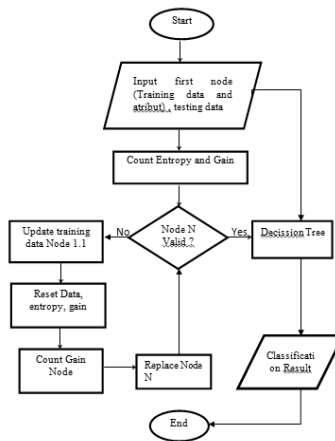 Start
Input first node
(Training data and
atribut) , testing data
Count Entropy and Gain
Node N
Valid ?
No
Yes
Update training
data Node 1.1
Decission Tree
Reset Data,
entropy, gain
Count Gain
Node
Replace Node
N
Classificati
on Result
End